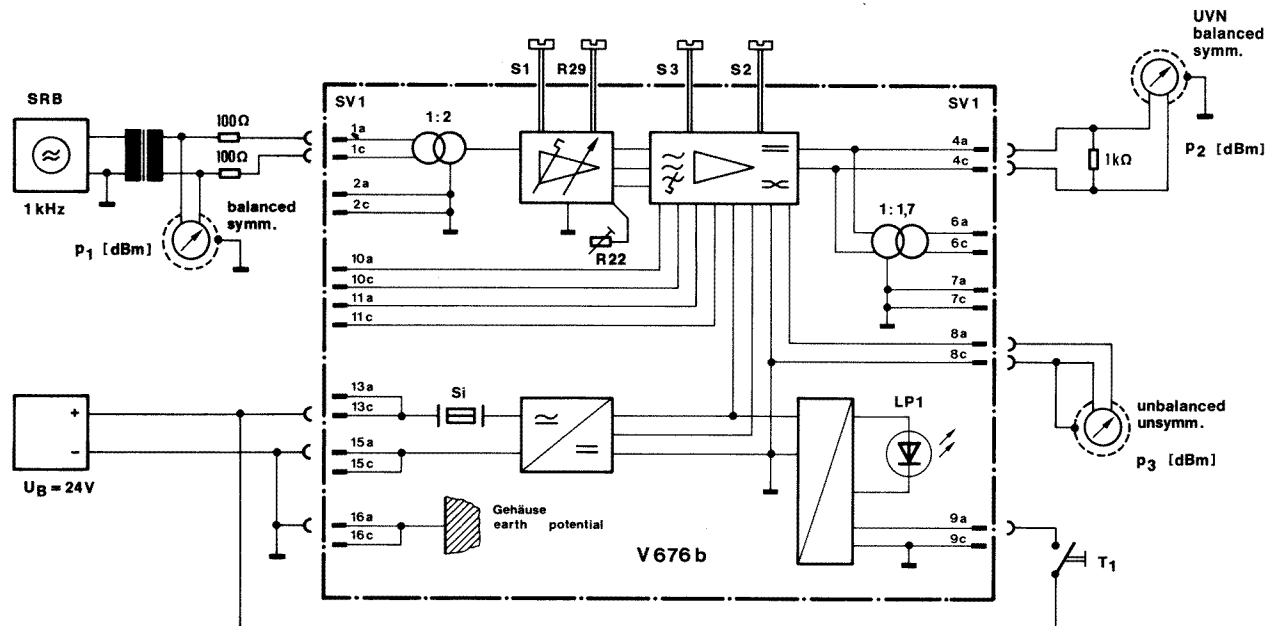 UVN
balanced
symm.
S1 R29 S3 S2
SRB
SV1
SV1
100Ω
100Ω
1:2
1a
1c
2a
2c
4a
4c
1kΩ
p2 [dBm]
1kHz
balanced
symm.
p1 [dBm]
R22
1:1,7
6a
6c
7a
7c
10a
10c
11a
11c
8a
8c
13a
13c
Si
LP1
+
-
15a
15c
UB = 24V
unbalanced
unsymm.
p3 [dBm]
16a
16c
Gehäuse
earth potential
V676b
9a
9c
T1